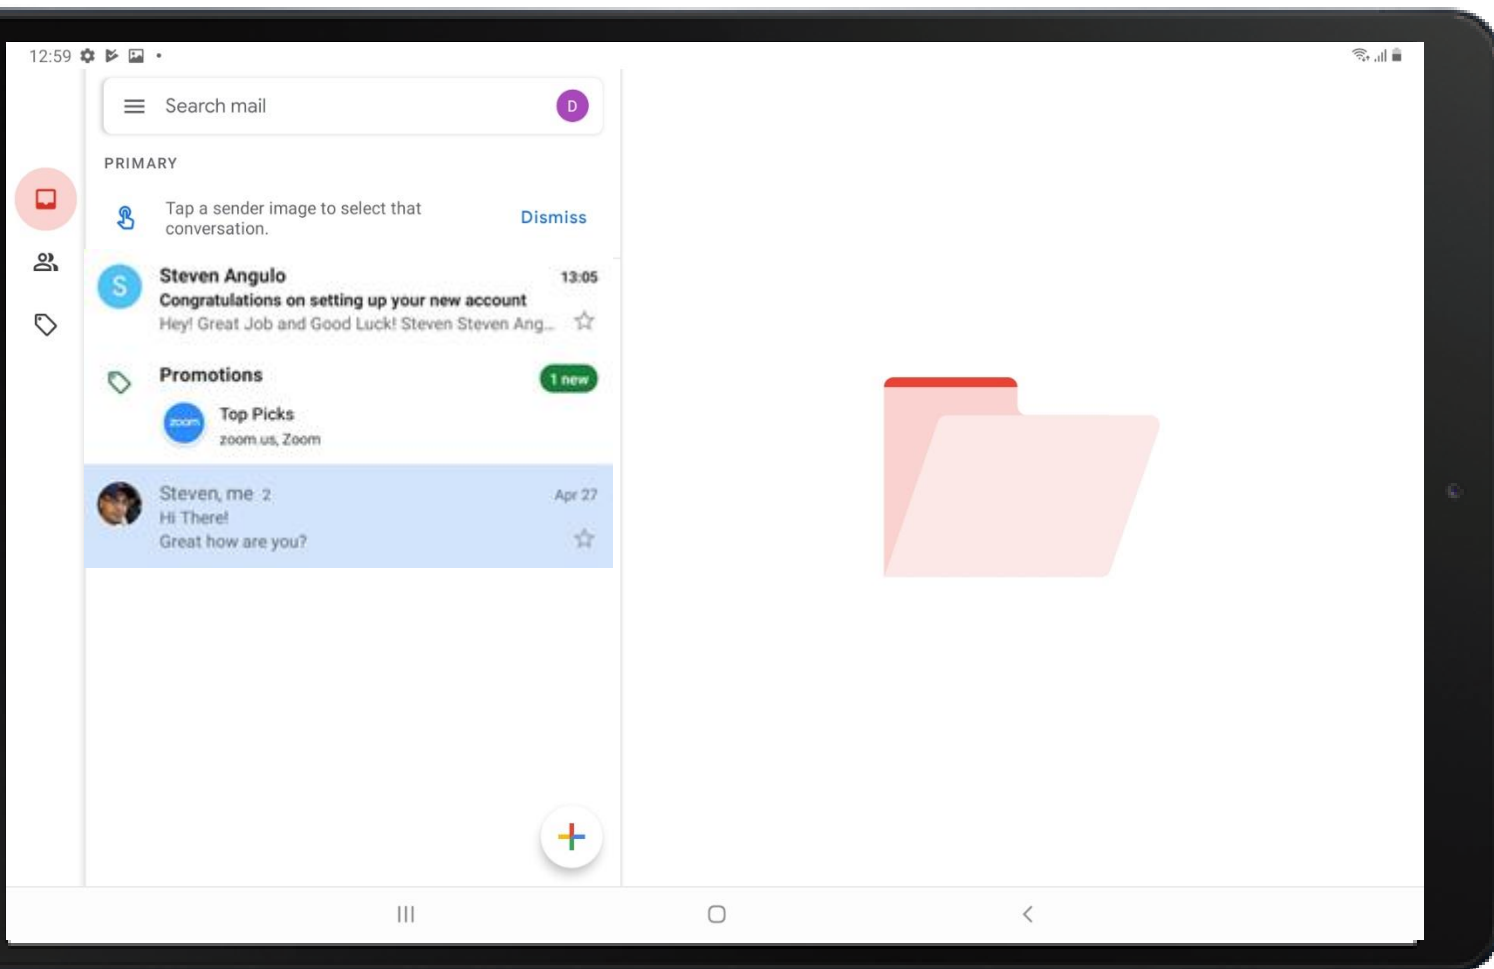 12:59
Search mail
D
PRIMARY
Tap a sender image to select that
conversation.
Dismiss
S
Steven Angulo
13:05
Congratulations on setting up your new account
Hey! Great Job and Good Luck! Steven Steven Ang...
Promotions
1 new
zoom
Top Picks
zoom.us, Zoom
Steven, me 2
Apr 27
Hi There!
Great how are you?